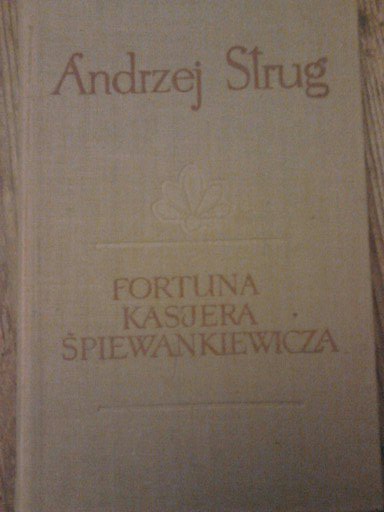 Andrzej Strug
FORTUNA
KASJERA
ŚPIEWANKIEWICZA